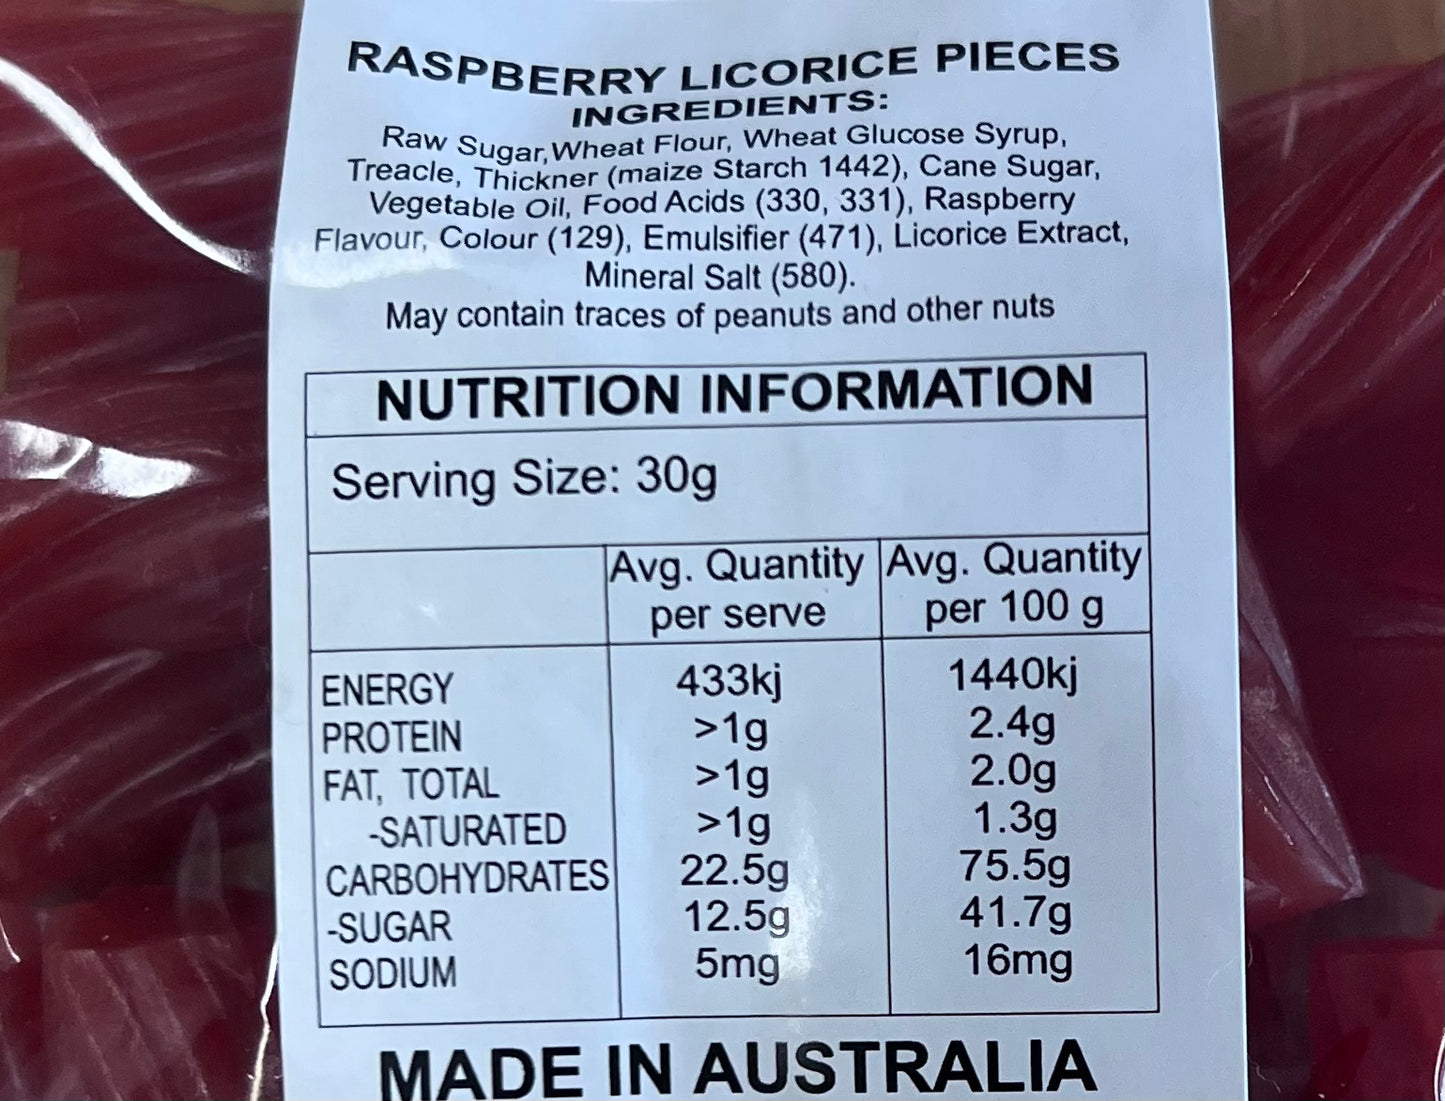 RASPBERRY LICORICE PIECES
INGREDIENTS:
Raw Sugar,Wheat Flour, Wheat Glucose Syrup,
Treacle, Thickner (maize Starch 1442), Cane Sugar,
Vegetable Oil, Food Acids (330, 331), Raspberry
Flavour, Colour (129), Emulsifier (471), Licorice Extract,
Mineral Salt (580).
May contain traces of peanuts and other nuts
NUTRITION INFORMATION
Serving Size: 30g
Avg. Quantity Avg. Quantity
per serve per 100 g
ENERGY 433kj 1440kj
PROTEIN >1g 2.4g
FAT, TOTAL >1g 2.0g
-SATURATED >1g 1.3g
CARBOHYDRATES 22.5g 75.5g
-SUGAR 12.5g 41.7g
SODIUM 5mg 16mg
MADE IN AUSTRALIA